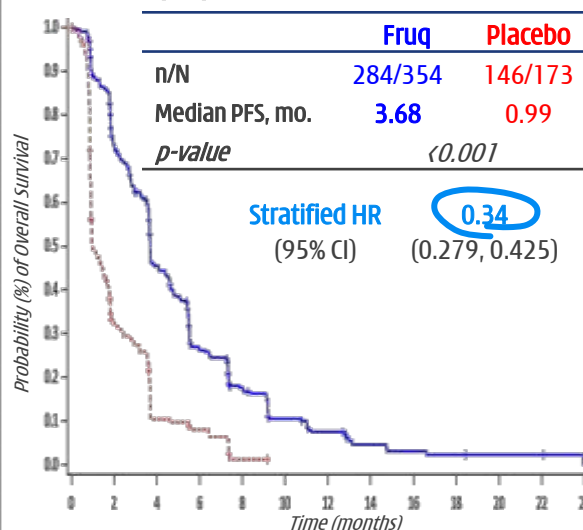 Fruq Placebo
n/N 284/354 146/173
Median PFS, mo. 3.68 0.99
p-value <0.001
Stratified HR 0.34
(95% CI) (0.279, 0.425)
Probability (%) of Overall Survival
1.0
0.9
0.8
0.7
0.6
0.5
0.4
0.3
0.2
0.1
0.0
0 2 4 6 8 10 12 14 16 18 20 22 24
Time (months)